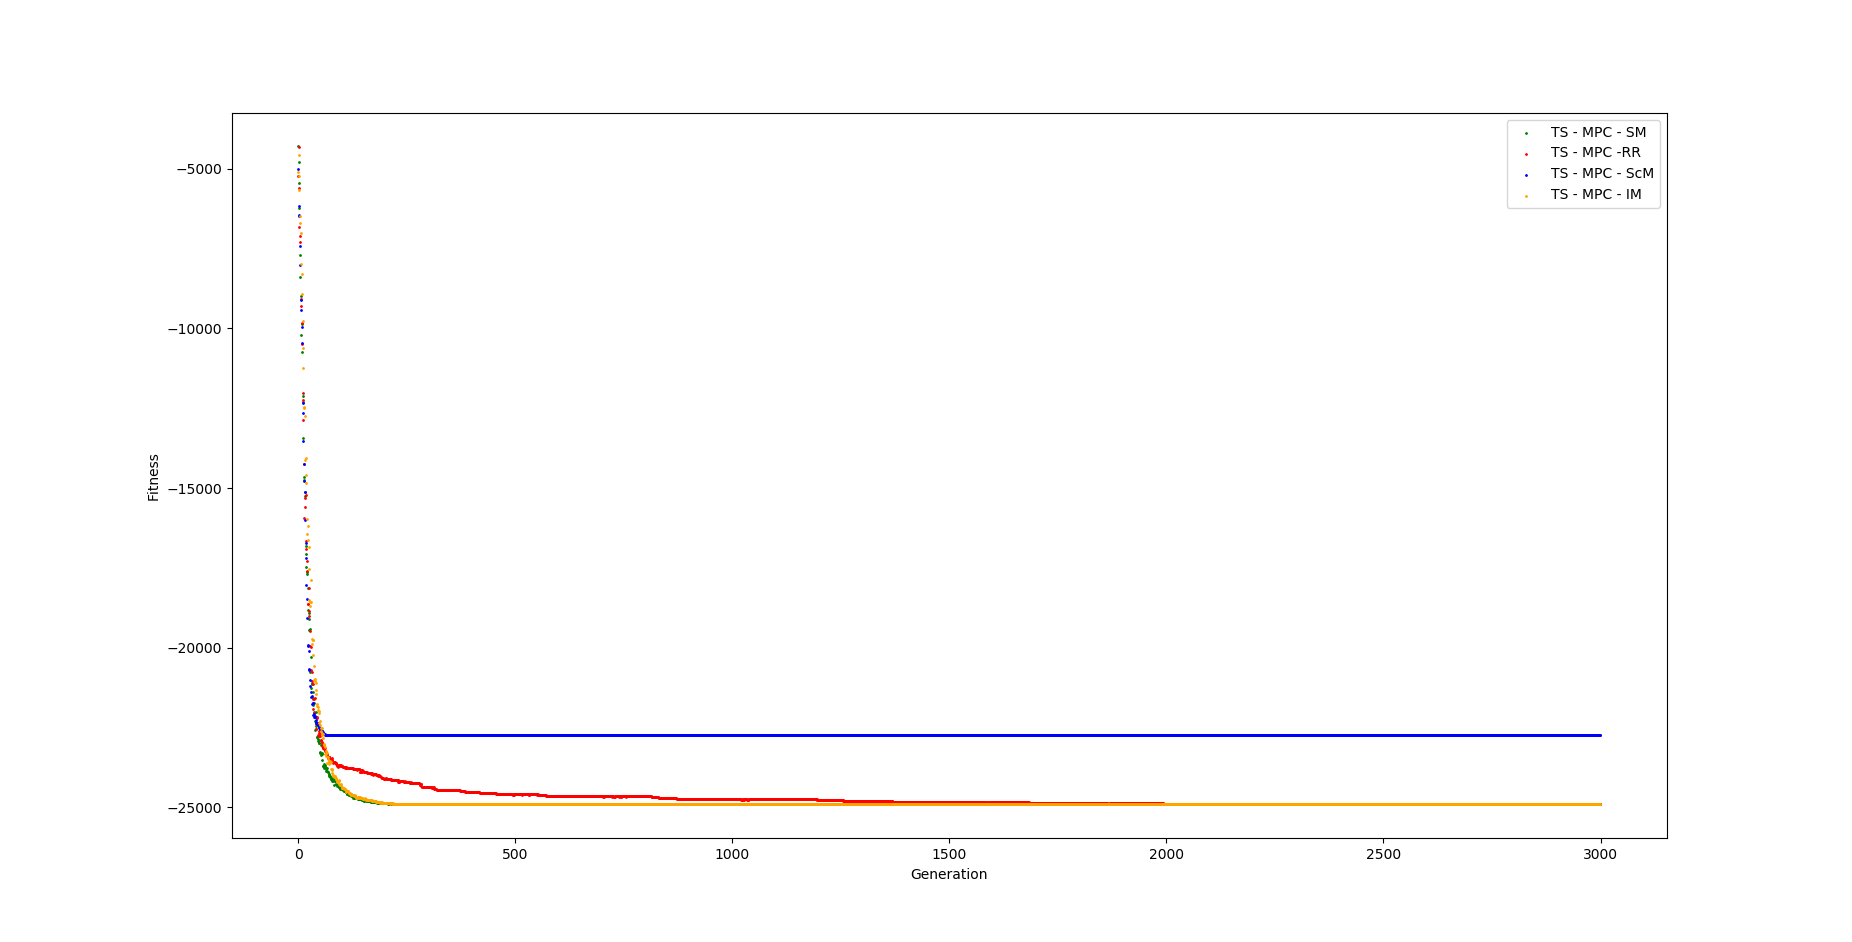 TS - MPC - SM
TS - MPC -RR
TS - MPC - ScM
TS - MPC - IM
−5000
−10000
−15000
−20000
−25000
Fitness
0 500 1000 1500 2000 2500 3000
Generation